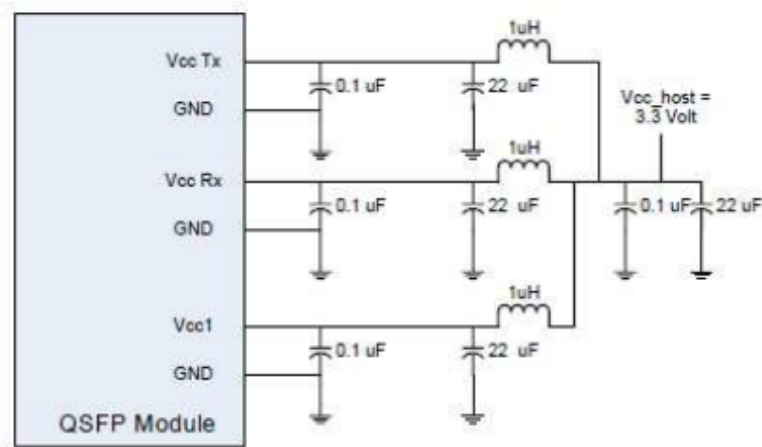 1uH
Vcc Tx
0.1 uF
22 uF
GND
Vcc_host =
3.3 Volt
1uH
Vcc Rx
0.1 uF
22 uF
0.1 uF
22 uF
GND
1uH
Vcc1
0.1 uF
22 uF
GND
QSFP Module